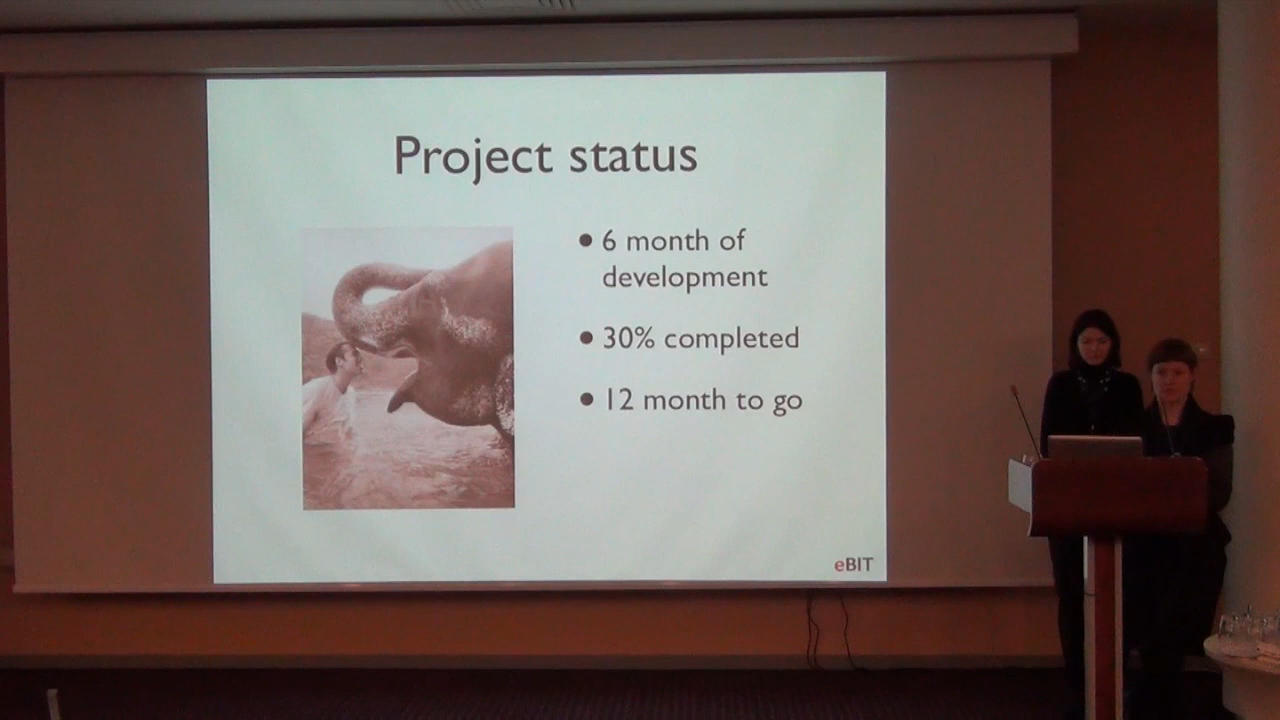 Project status
• 6 month of
development
• 30% completed
• 12 month to go
eBIT